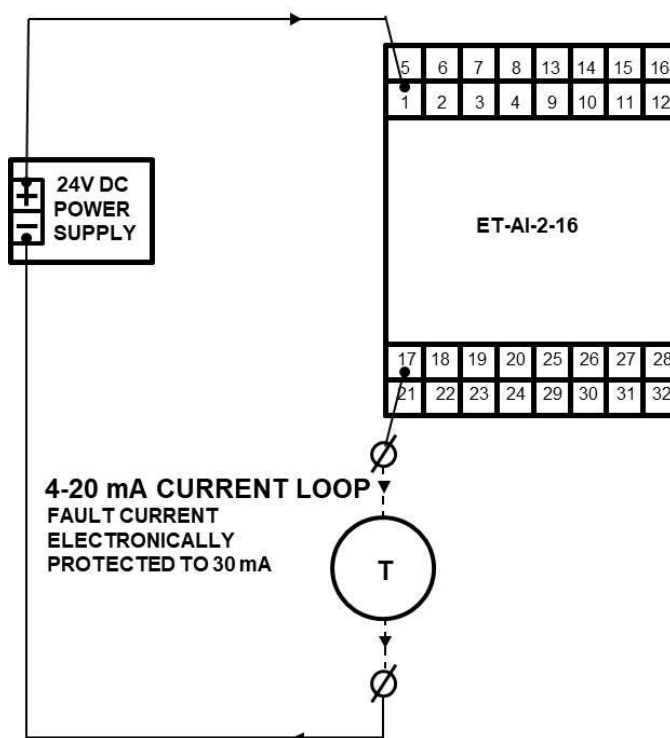 5 6 7 8 13 14 15 16
1 2 3 4 9 10 11 12
24V DC
POWER
SUPPLY
+
−
ET-AI-2-16
17 18 19 20 25 26 27 28
21 22 23 24 29 30 31 32
4-20 mA CURRENT LOOP
FAULT CURRENT
ELECTRONICALLY
PROTECTED TO 30 mA
T